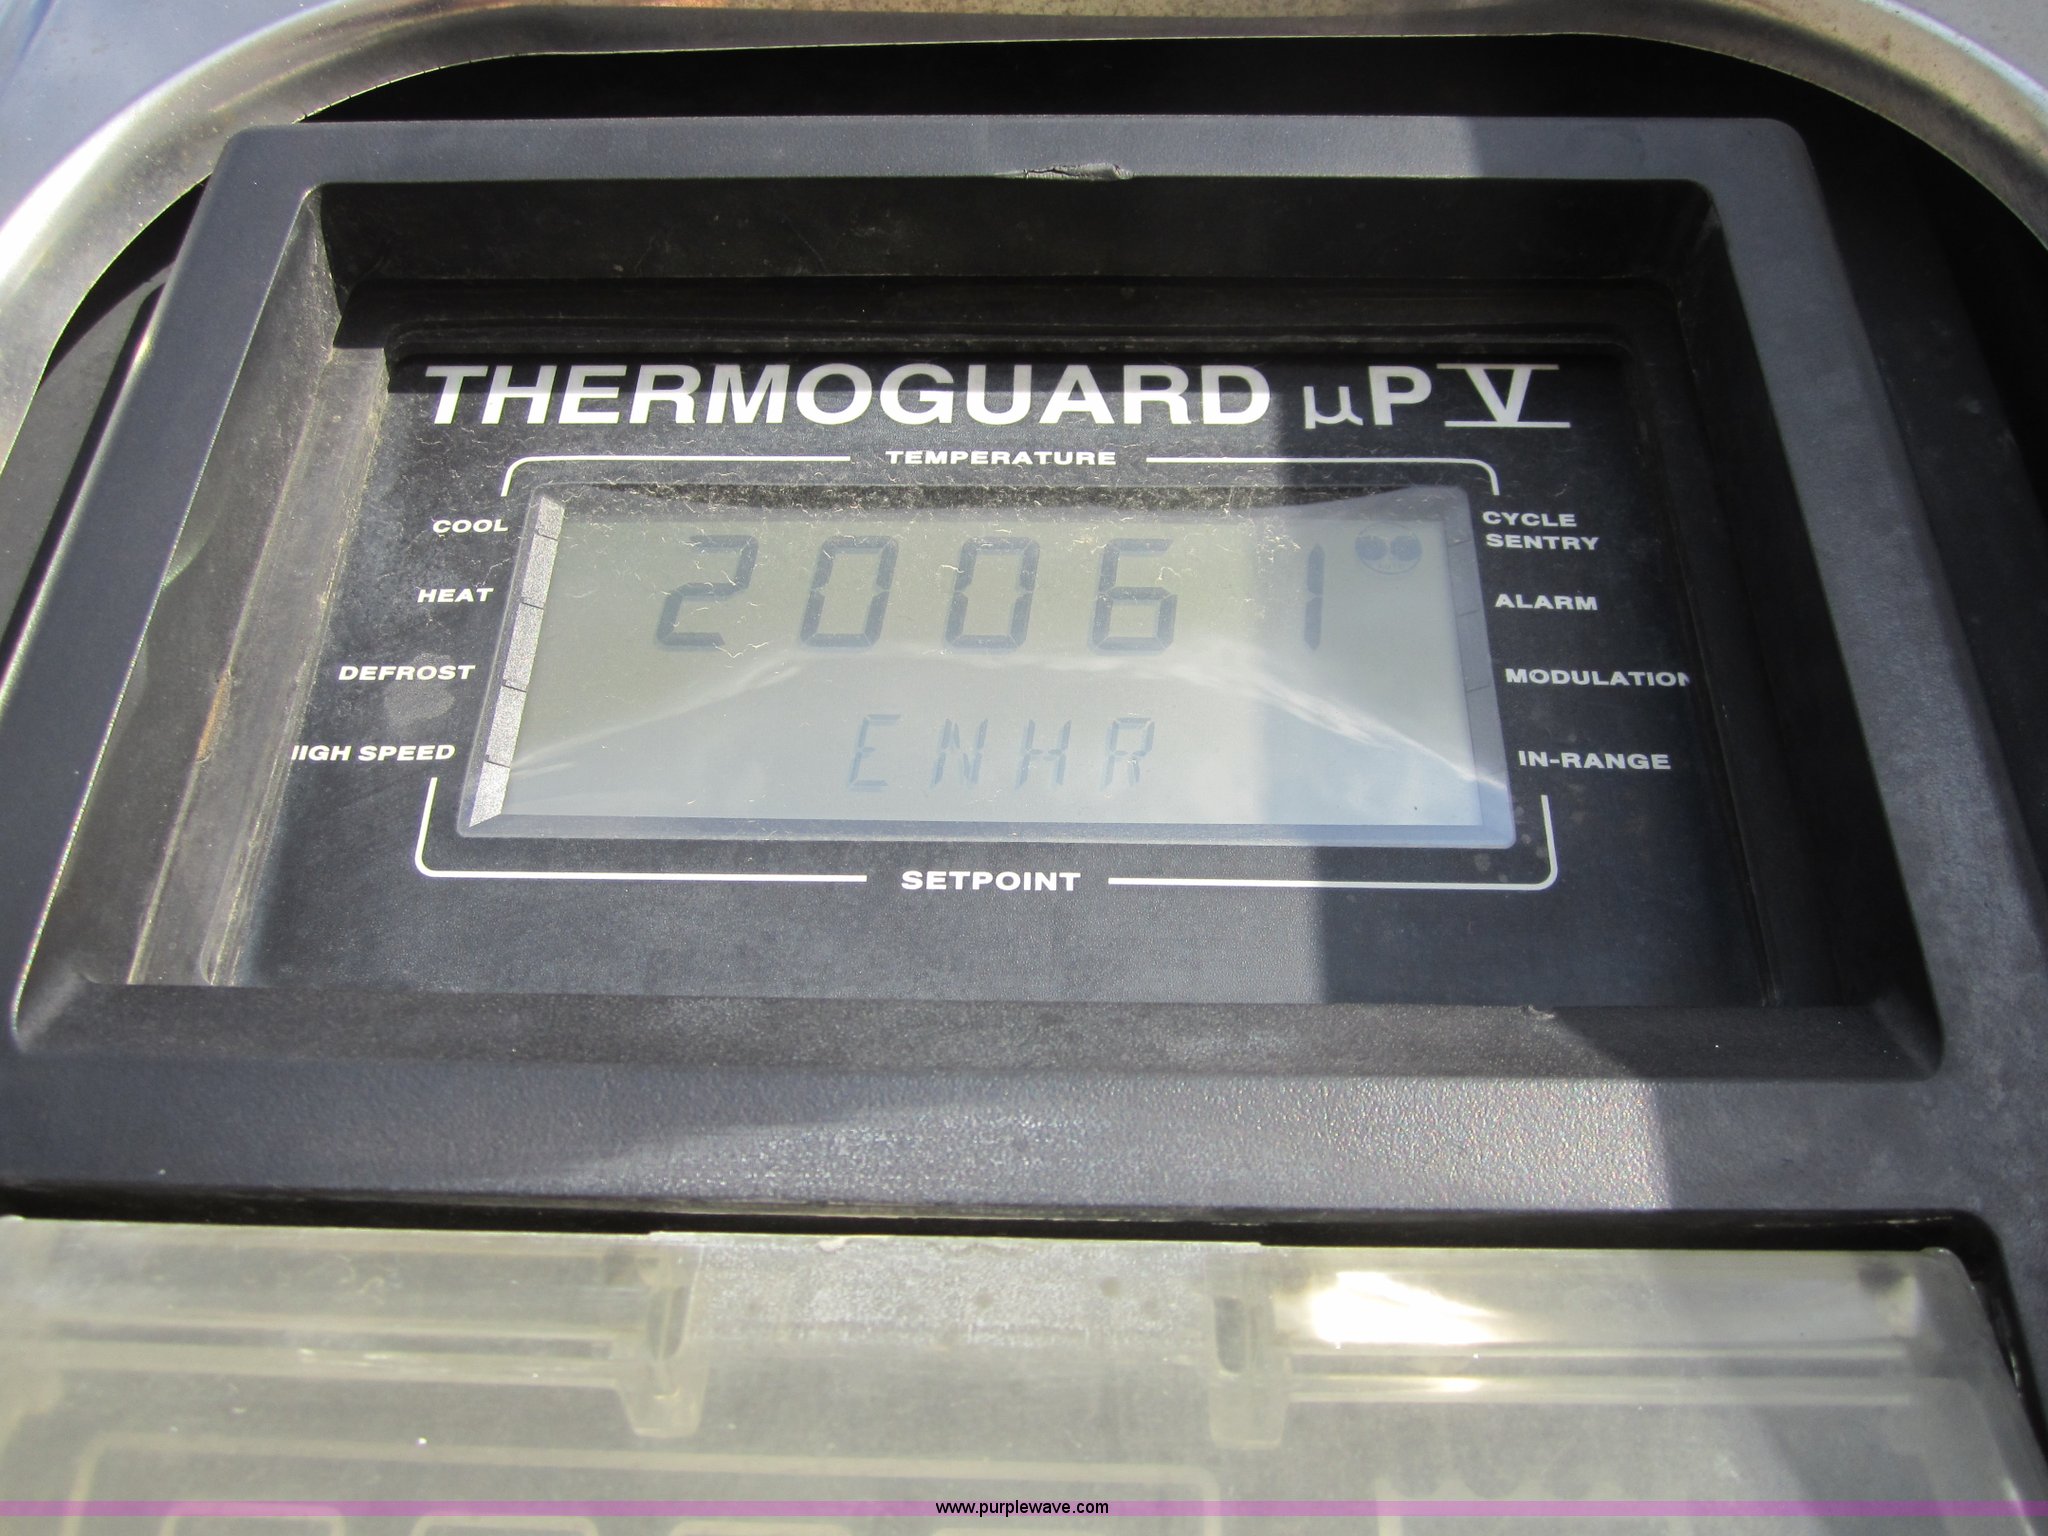 THERMOGUARD µP V
TEMPERATURE
COOL
HEAT
DEFROST
HIGH SPEED
20061
ENHR
CYCLE
SENTRY
ALARM
MODULATION
IN-RANGE
SETPOINT
www.purplewave.com